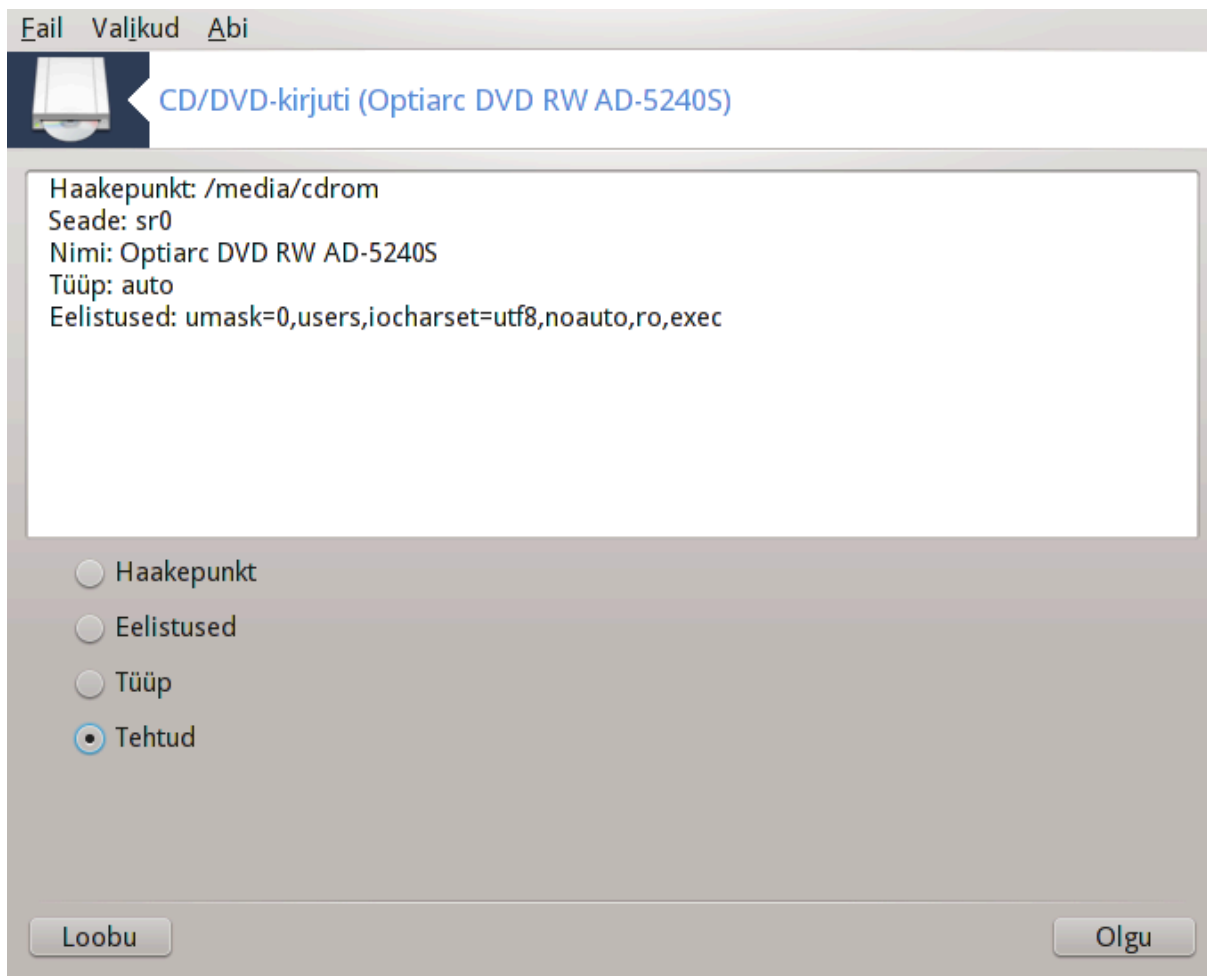 Fail Valikud Abi
CD/DVD-kirjuti (Optiarc DVD RW AD-5240S)
Haakepunkt: /media/cdrom
Seade: sr0
Nimi: Optiarc DVD RW AD-5240S
Tüüp: auto
Eelistused: umask=0,users,iocharset=utf8,noauto,ro,exec
Haakepunkt
Eelistused
Tüüp
Tehtud
Loobu
Olgu